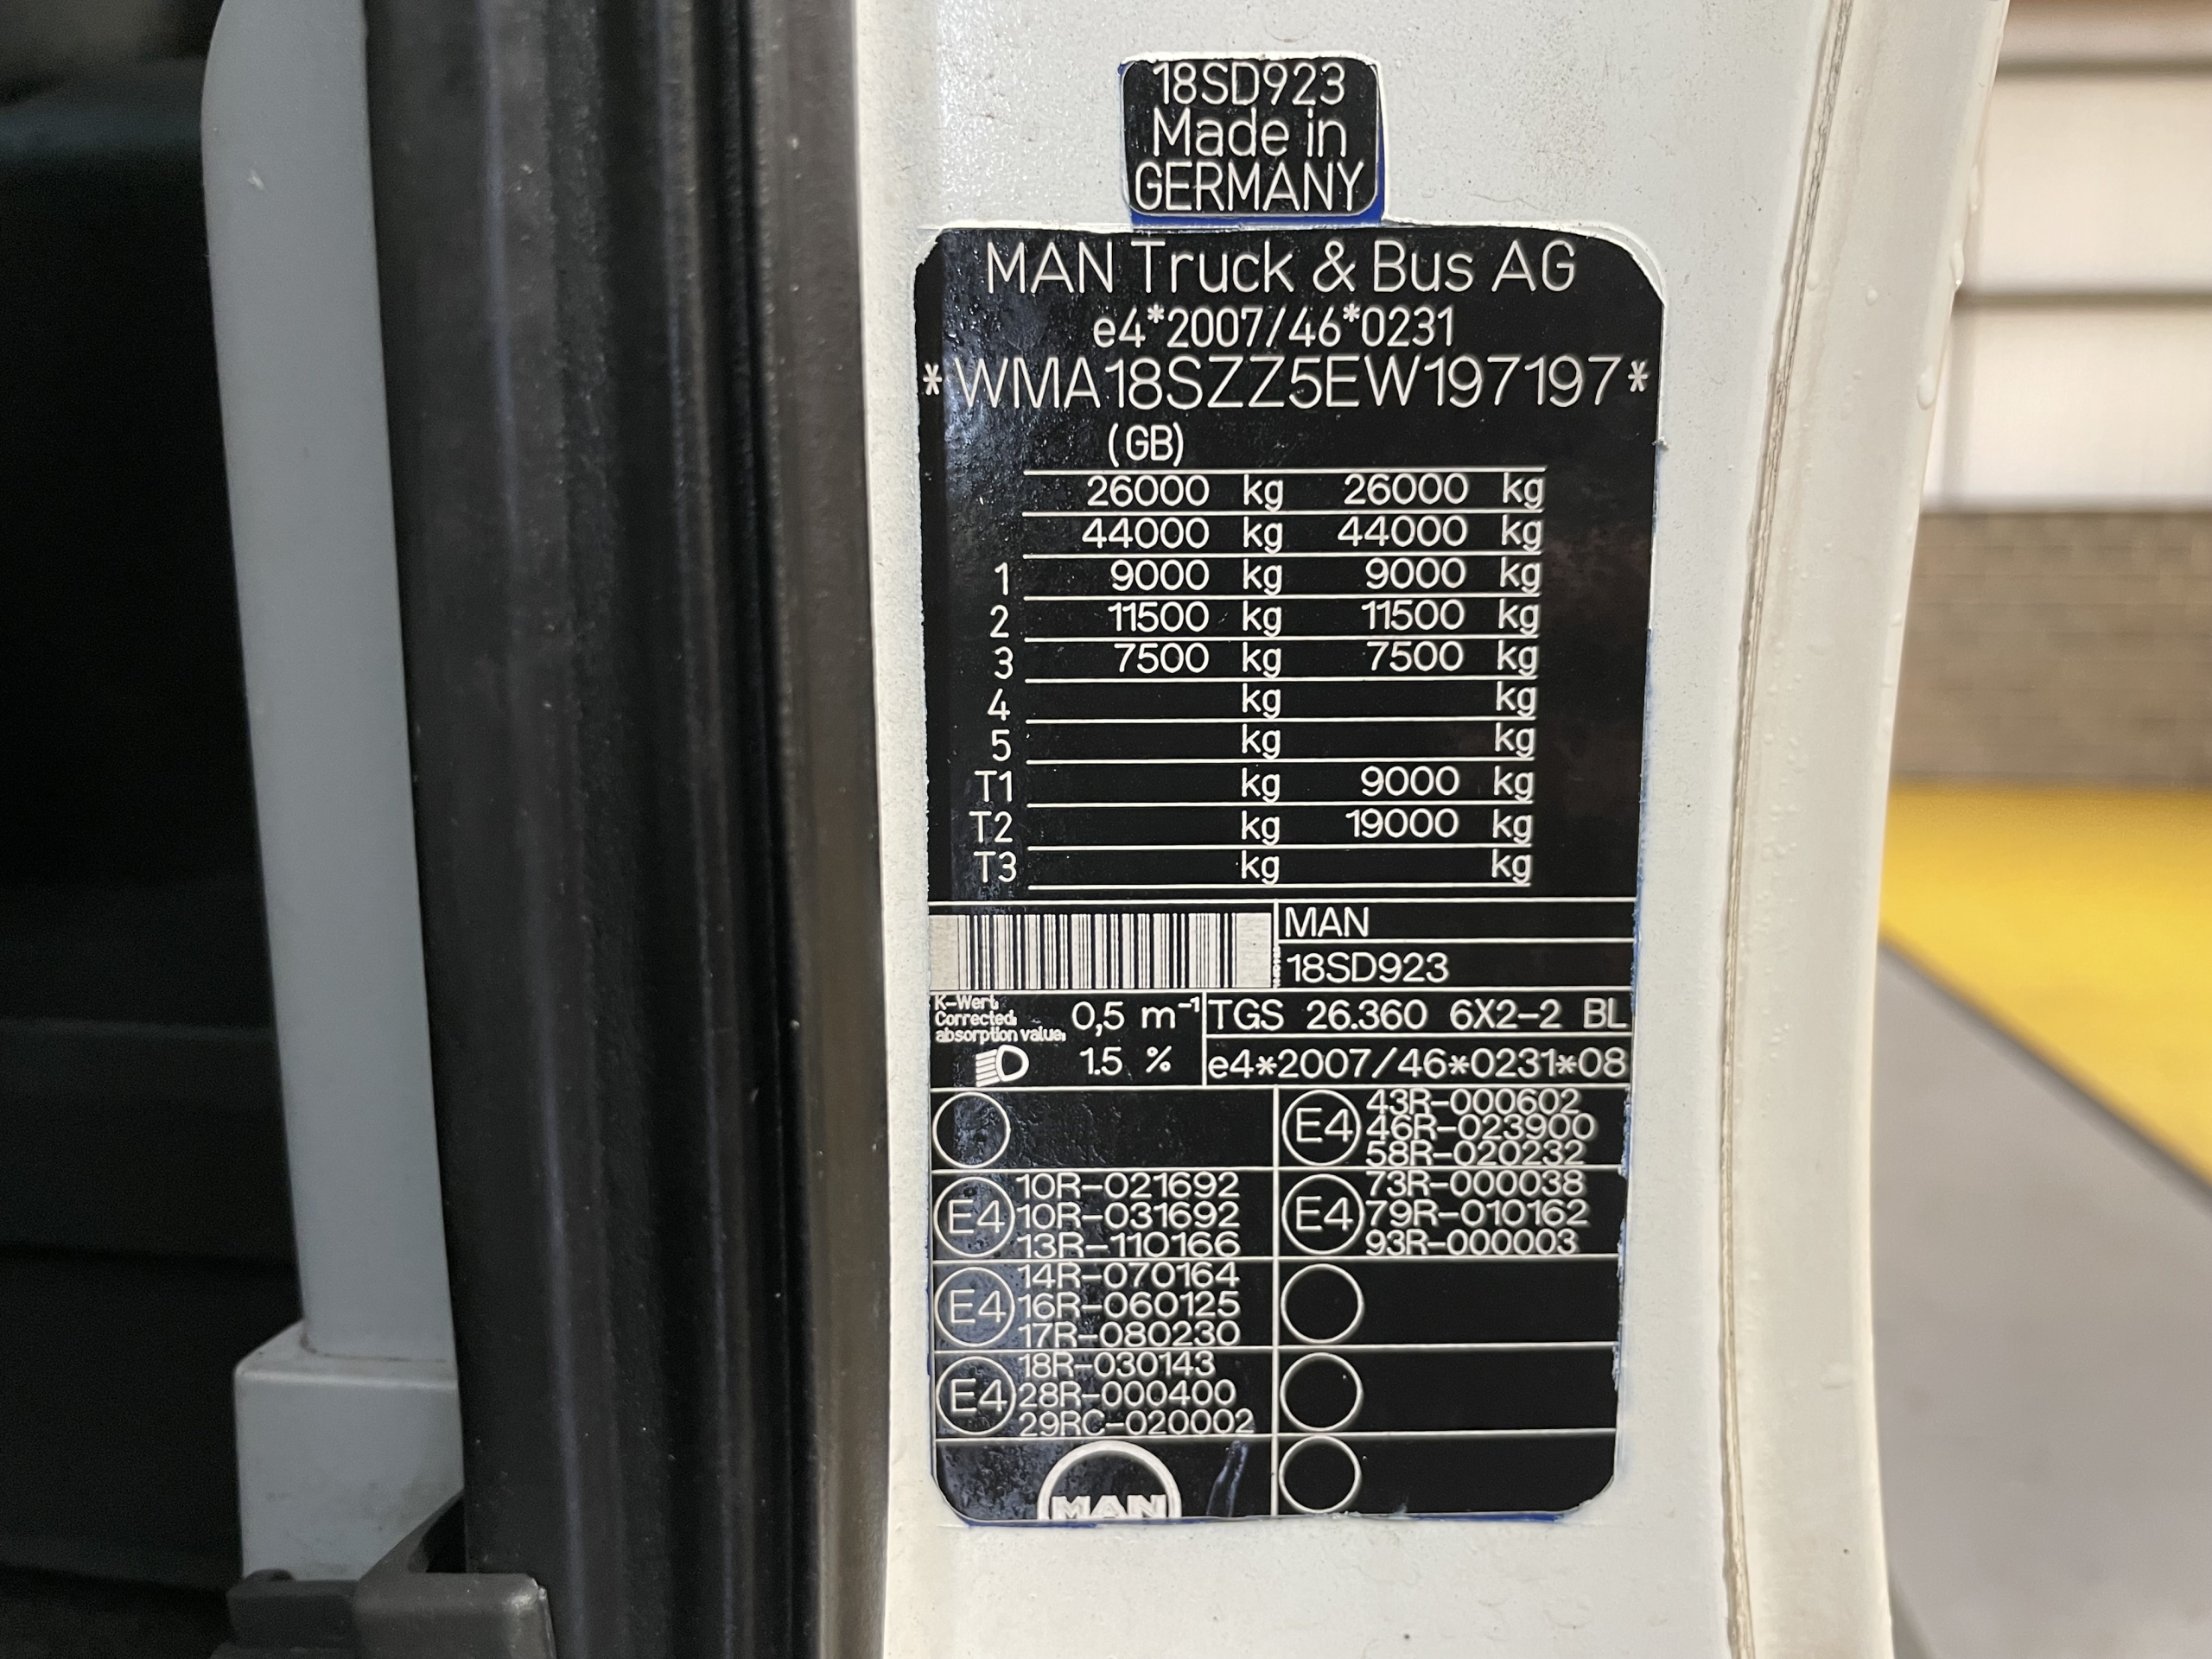 18SD923
Made in
GERMANY
MAN Truck & Bus AG
e4*2007/46*0231
*WMA18SZZ5EW197197*
(GB)
26000 kg 26000 kg
44000 kg 44000 kg
1 9000 kg 9000 kg
2 11500 kg 11500 kg
3 7500 kg 7500 kg
4 kg kg
5 kg kg
T1 kg 9000 kg
T2 kg 19000 kg
T3 kg kg
MAN
18SD923
K-Wert
Corrected
absorption value
0,5 m⁻¹
TGS 26.360 6X2-2 BL
1.5 %
e4*2007/46*0231*08
E4
43R-000602
46R-023900
58R-020232
E4
10R-021692
10R-031692
13R-110166
E4
73R-000038
79R-010162
93R-000003
E4
14R-070164
16R-060125
17R-080230
E4
18R-030143
28R-000400
29RC-020002
MAN